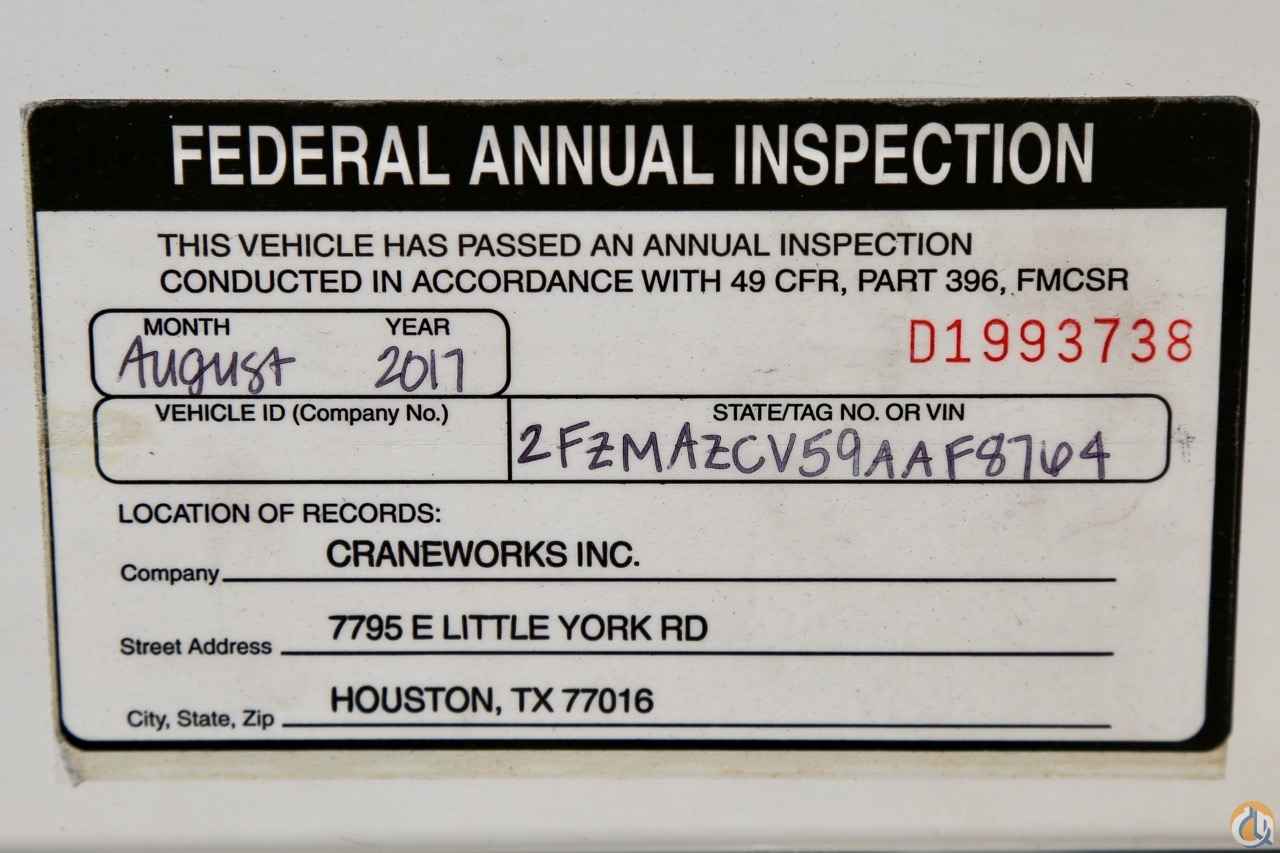 FEDERAL ANNUAL INSPECTION
THIS VEHICLE HAS PASSED AN ANNUAL INSPECTION
CONDUCTED IN ACCORDANCE WITH 49 CFR, PART 396, FMCSR
MONTH YEAR
August 2017
D1993738
VEHICLE ID (Company No.)
STATE/TAG NO. OR VIN
2FZMAZCV59AAF8764
LOCATION OF RECORDS:
Company CRANEWORKS INC.
Street Address 7795 E LITTLE YORK RD
City, State, Zip HOUSTON, TX 77016